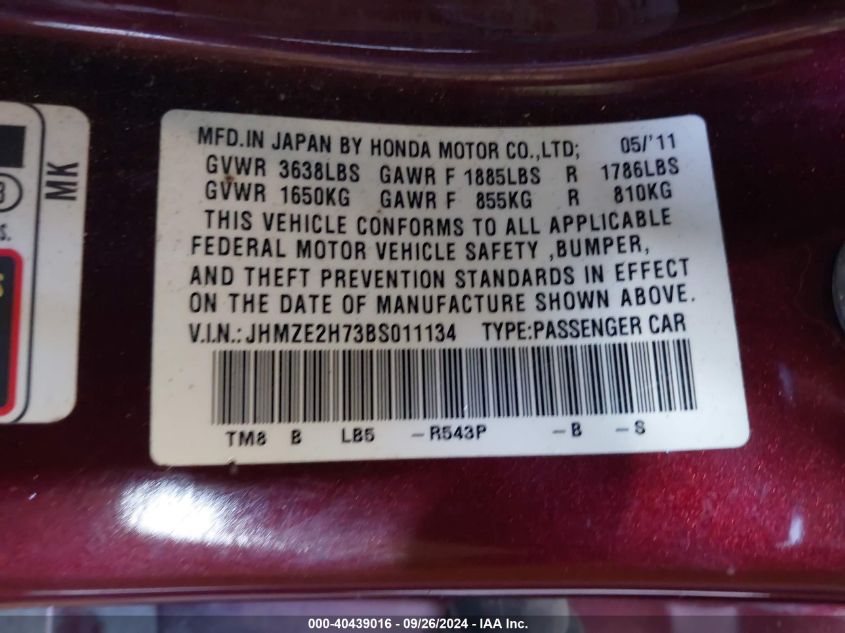 MFD.IN JAPAN BY HONDA MOTOR CO.,LTD; 05/'11
GVWR 3638LBS GAWR F 1885LBS R 1786LBS
GVWR 1650KG GAWR F 855KG R 810KG
THIS VEHICLE CONFORMS TO ALL APPLICABLE
FEDERAL MOTOR VEHICLE SAFETY ,BUMPER,
AND THEFT PREVENTION STANDARDS IN EFFECT
ON THE DATE OF MANUFACTURE SHOWN ABOVE.
V.I.N.: JHMZE2H73BS011134 TYPE:PASSENGER CAR
TM8 B LB5 -R543P -B -S
MK
000-40439016 - 09/26/2024 - IAA Inc.